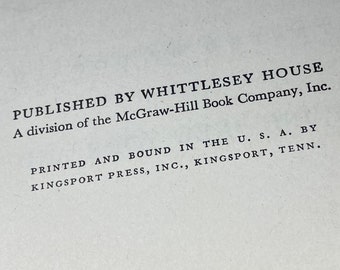 PUBLISHED BY WHITTLESEY HOUSE
A division of the McGraw-Hill Book Company, Inc.
PRINTED AND BOUND IN THE U. S. A. BY
KINGSPORT PRESS, INC., KINGSPORT, TENN.